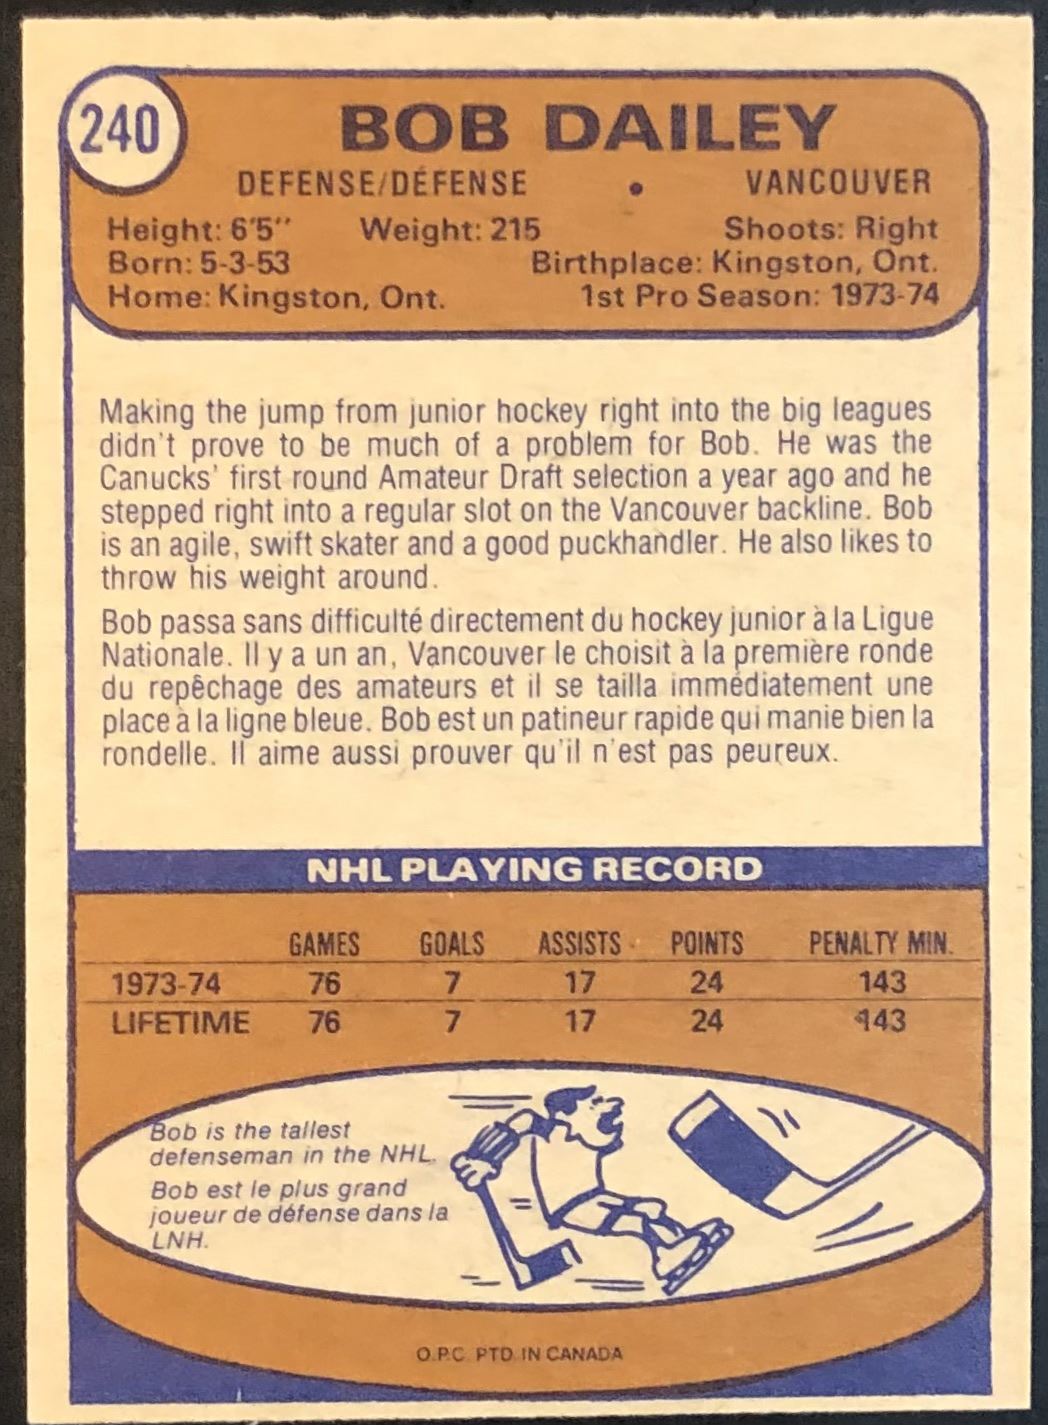 240
BOB DAILEY
DEFENSE/DÉFENSE • VANCOUVER
Height: 6'5" Weight: 215 Shoots: Right
Born: 5-3-53 Birthplace: Kingston, Ont.
Home: Kingston, Ont. 1st Pro Season: 1973-74
Making the jump from junior hockey right into the big leagues
didn't prove to be much of a problem for Bob. He was the
Canucks' first round Amateur Draft selection a year ago and he
stepped right into a regular slot on the Vancouver backline. Bob
is an agile, swift skater and a good puckhandler. He also likes to
throw his weight around.
Bob passa sans difficulté directement du hockey junior à la Ligue
Nationale. Il y a un an, Vancouver le choisit à la première ronde
du repêchage des amateurs et il se tailla immédiatement une
place à la ligne bleue. Bob est un patineur rapide qui manie bien la
rondelle. Il aime aussi prouver qu'il n'est pas peureux.
NHL PLAYING RECORD
GAMES GOALS ASSISTS POINTS PENALTY MIN.
1973-74 76 7 17 24 143
LIFETIME 76 7 17 24 143
Bob is the tallest
defenseman in the NHL.
Bob est le plus grand
joueur de défense dans la
LNH.
O.P.C. PTD. IN CANADA